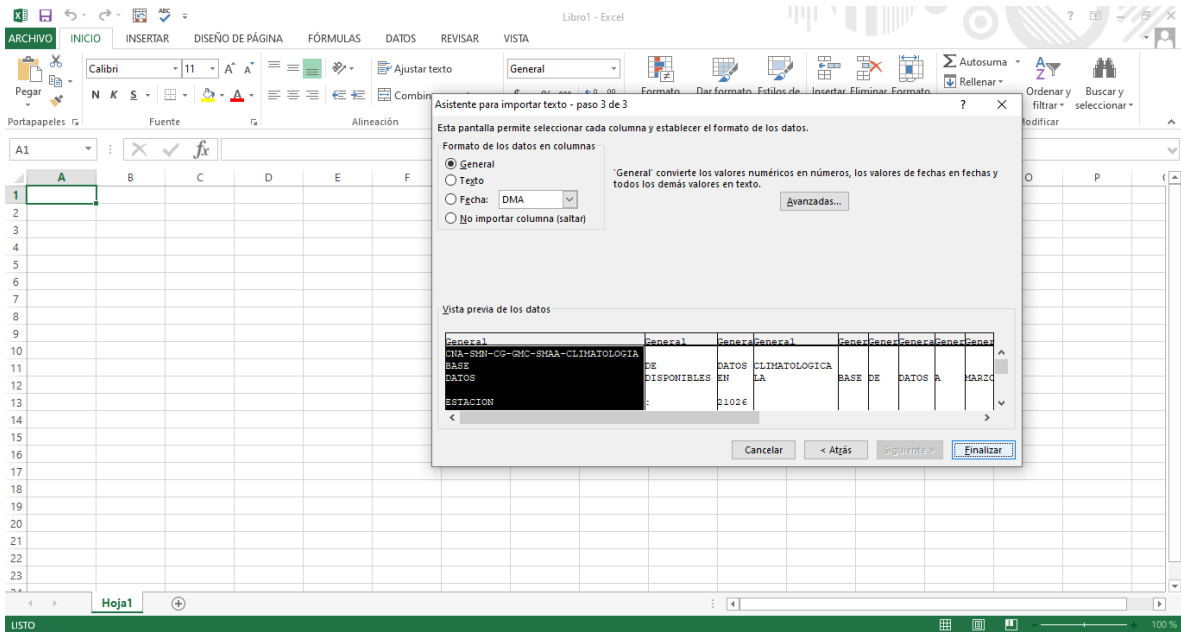 ABC
Libro1 - Excel
?
ARCHIVO INICIO INSERTAR DISEÑO DE PÁGINA FÓRMULAS DATOS REVISAR VISTA
Pegar
Calibri 11 A A
Ajustar texto
General
Autosuma
Rellenar
N K S A
Combin
Formato Dar formato Estilos de Insertar Eliminar Formato
Ordenar y filtrar
Buscar y seleccionar
Portapapeles Fuente Alineación Modificar
A1 fx
A B C D E F O P
1
2
3
4
5
6
7
8
9
10
11
12
13
14
15
16
17
18
19
20
21
22
23
Asistente para importar texto - paso 3 de 3 ?
Esta pantalla permite seleccionar cada columna y establecer el formato de los datos.
Formato de los datos en columnas
General
Texto
Fecha: DMA
No importar columna (saltar)
'General' convierte los valores numéricos en números, los valores de fechas en fechas y
todos los demás valores en texto.
Avanzadas...
Vista previa de los datos
General General GeneraGeneral GenerGenerGeneraGenerGener
CNA-SMN-CG-GMC-SMAA-CLIMATOLOGIA
BASE DE DATOS CLIMATOLOGICA
DATOS DISPONIBLES EN LA BASE DE DATOS A MARZO
ESTACION : 21026
Cancelar < Atrás Siguiente > Finalizar
Hoja1
LISTO 100 %